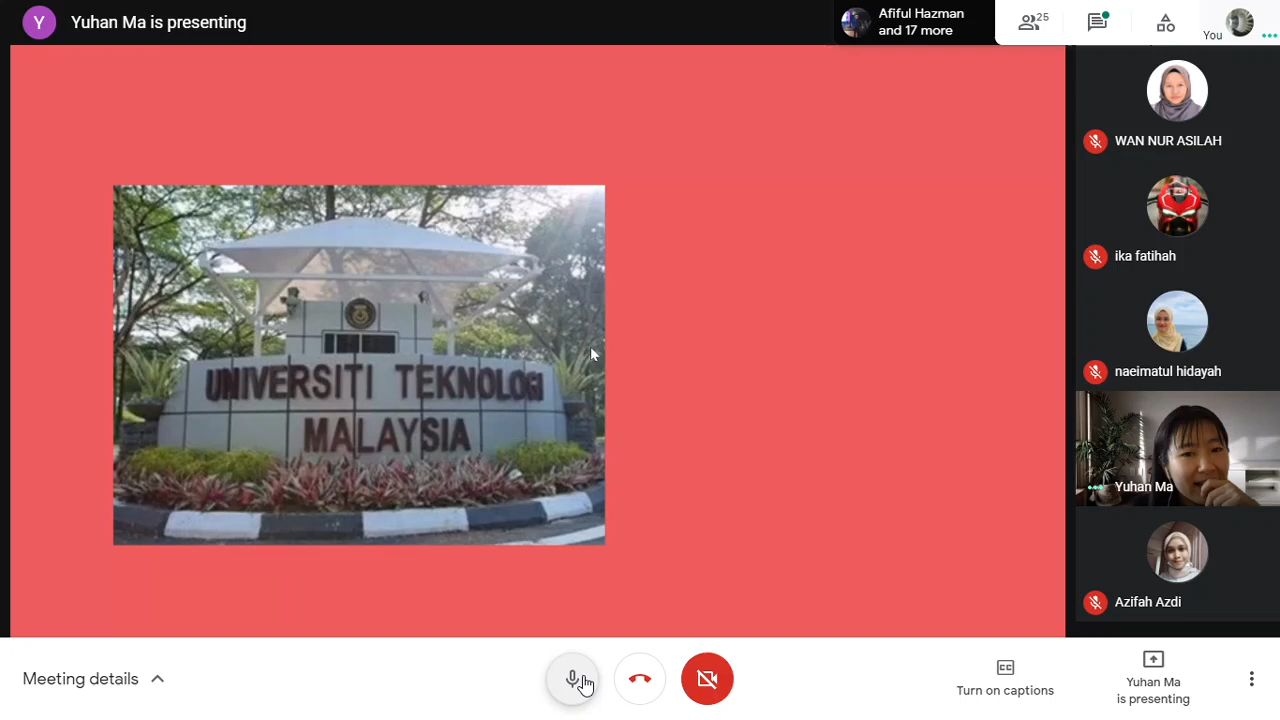 Y
Yuhan Ma is presenting
Afiful Hazman
and 17 more
25
You
WAN NUR ASILAH
ika fatihah
naeimatul hidayah
Yuhan Ma
Azifah Azdi
UNIVERSITI TEKNOLOGI
MALAYSIA
Meeting details
CC
Turn on captions
Yuhan Ma
is presenting